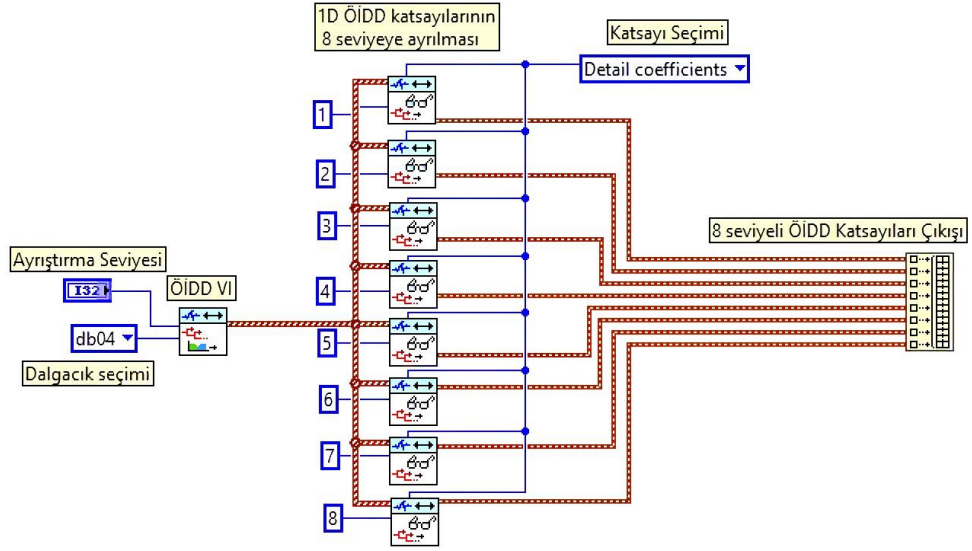 1D ÖİDD katsayılarının
8 seviyeye ayrılması
Katsayı Seçimi
Detail coefficients
1
2
3
8 seviyeli ÖİDD Katsayıları Çıkışı
Ayrıştırma Seviyesi
I32
ÖİDD VI
4
db04
5
Dalgacık seçimi
6
7
8